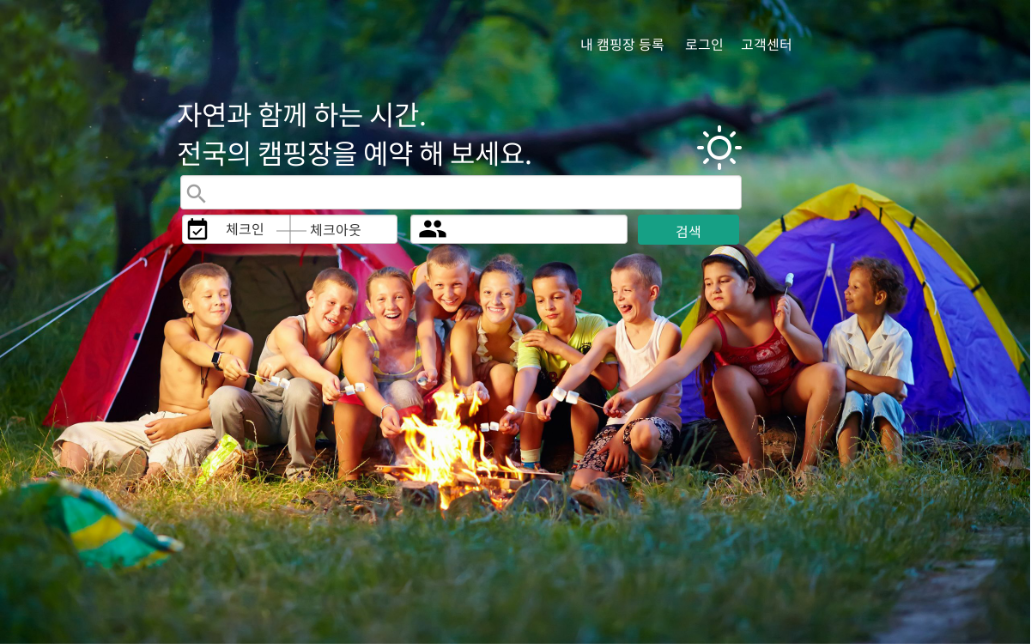 내 캠핑장 등록 로그인 고객센터
자연과 함께 하는 시간.
전국의 캠핑장을 예약 해 보세요.
체크인 체크아웃
검색